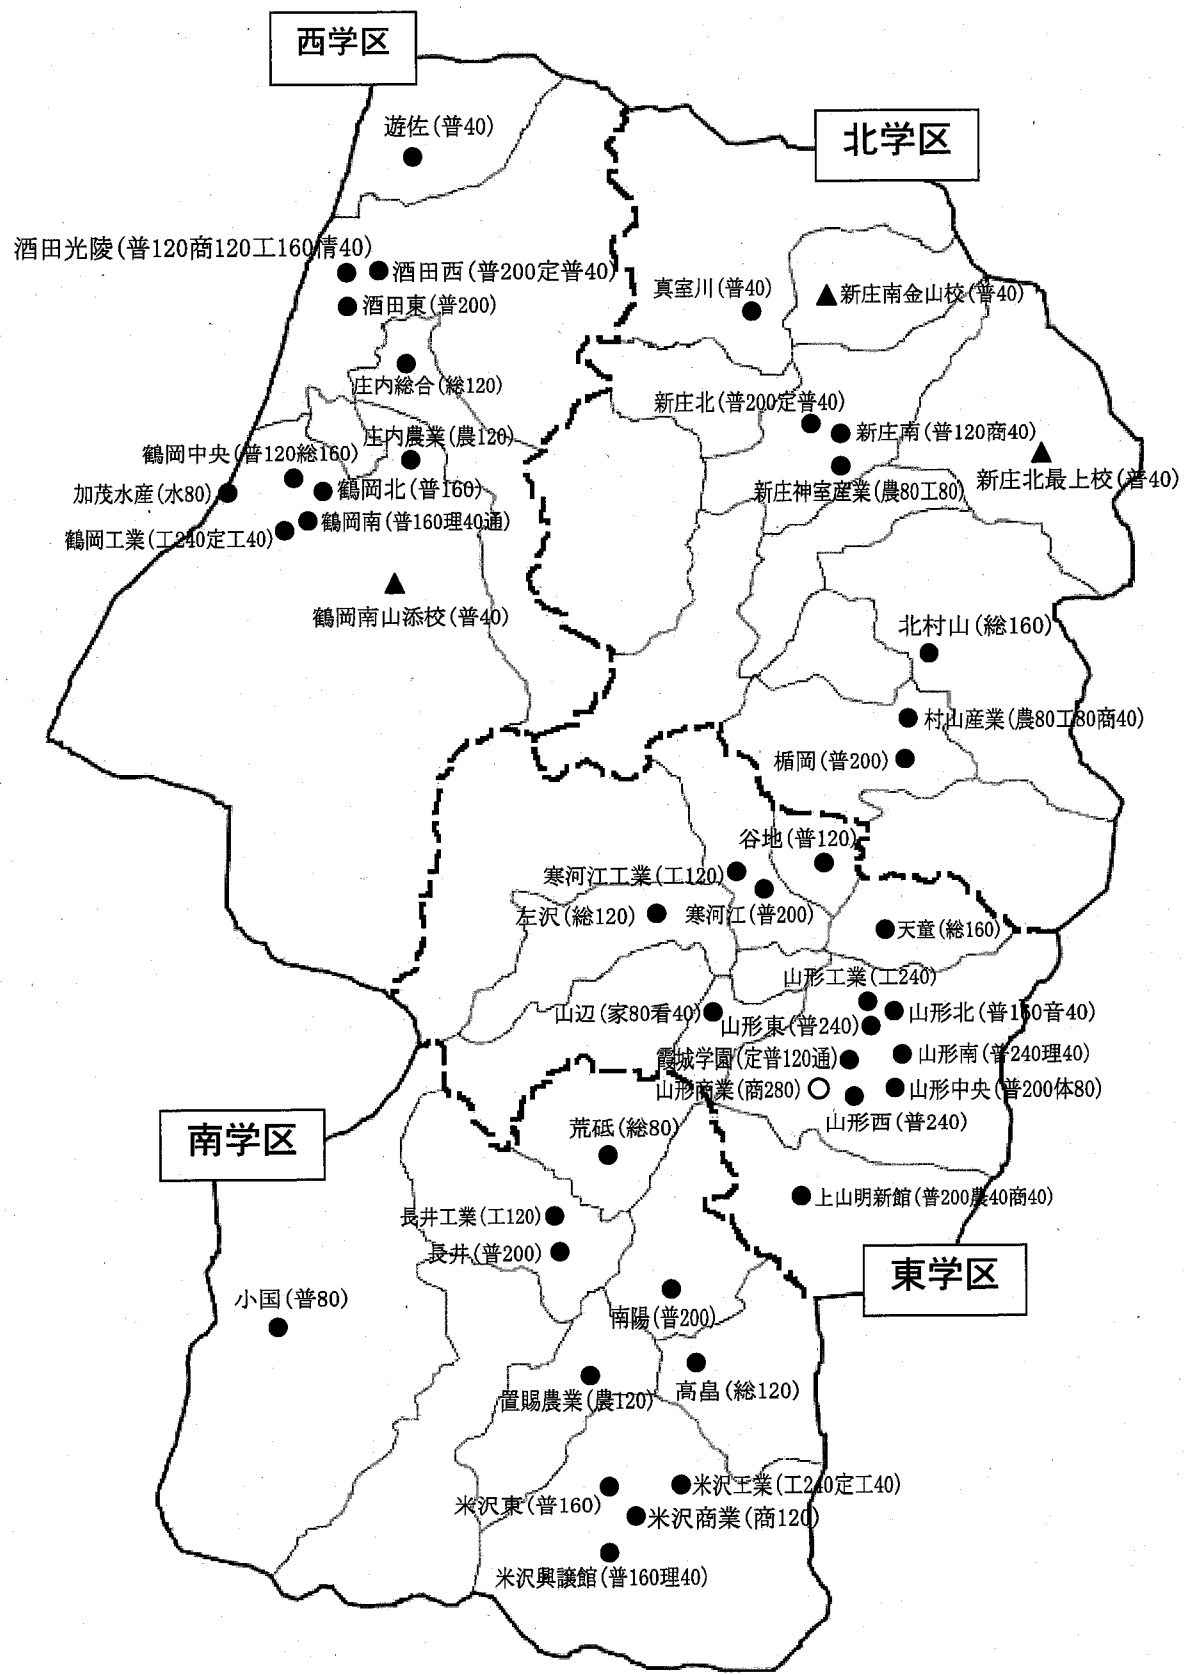 西学区
遊佐(普40)
北学区
酒田光陵(普120商120工160情40)
酒田西(普200定普40)
酒田東(普200)
真室川(普40)
新庄南金山校(普40)
庄内総合(総120)
新庄北(普200定普40)
新庄南(普120商40)
庄内農業(農120)
鶴岡中央(普120総160)
新庄北最上校(普40)
加茂水産(水80)
鶴岡北(普160)
新庄神室産業(農80工80)
鶴岡南(普160理40通)
鶴岡工業(工240定工40)
鶴岡南山添校(普40)
北村山(総160)
村山産業(農80工80商40)
楯岡(普200)
谷地(普120)
寒河江工業(工120)
左沢(総120)
寒河江(普200)
天童(総160)
山形工業(工240)
山辺(家80看40)
山形東(普240)
山形北(普160音40)
霞城学園(定普120通)
山形南(普240理40)
山形商業(商280)
山形中央(普200体80)
山形西(普240)
南学区
荒砥(総80)
上山明新館(普200農40商40)
長井工業(工120)
長井(普200)
東学区
小国(普80)
南陽(普200)
高畠(総120)
置賜農業(農120)
米沢工業(工240定工40)
米沢東(普160)
米沢商業(商120)
米沢興譲館(普160理40)